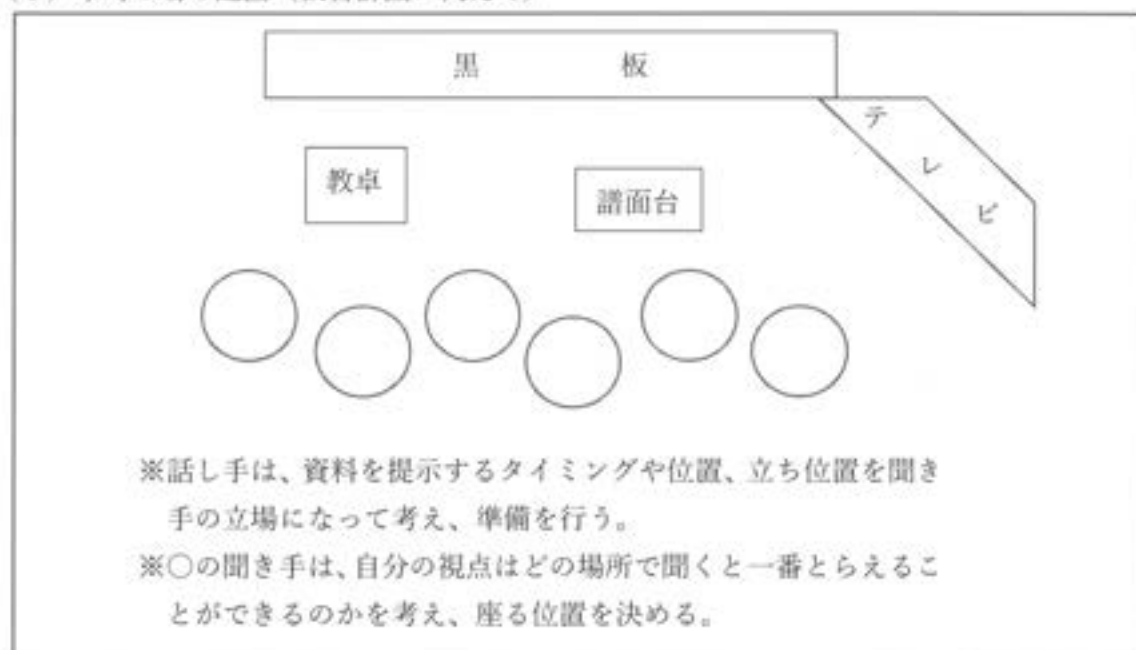 黒　板
テレビ
教卓
譜面台
※話し手は、資料を提示するタイミングや位置、立ち位置を聞き
手の立場になって考え、準備を行う。
※○の聞き手は、自分の視点はどの場所で聞くと一番とらえるこ
とができるのかを考え、座る位置を決める。